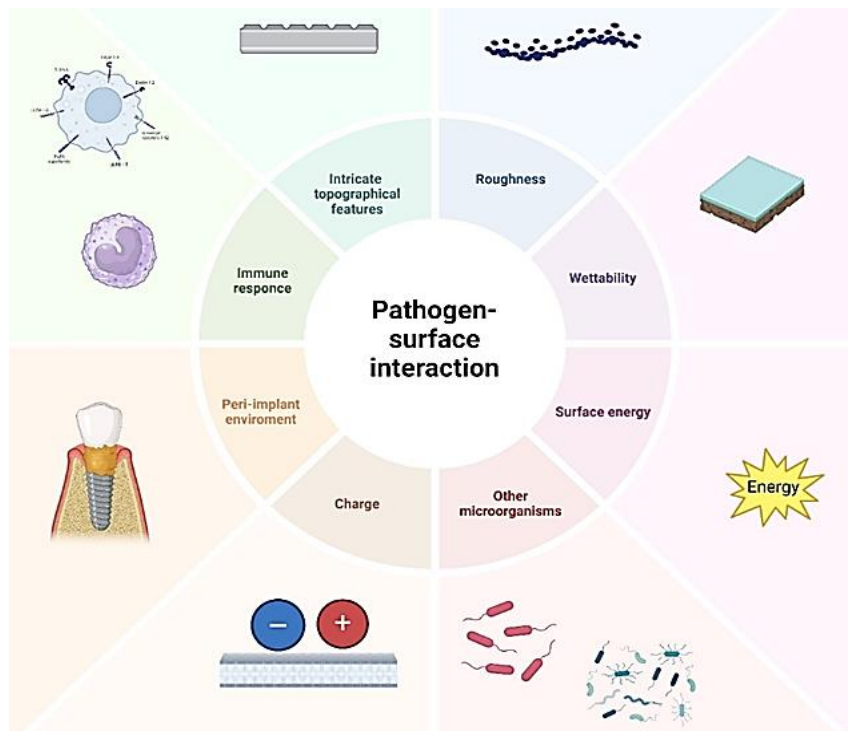 Intricate
topographical
features
Roughness
Immune
responce
Wettability
Pathogen-
surface
interaction
Peri-implant
enviroment
Surface energy
Energy
Charge
Other
microorganisms
−
+